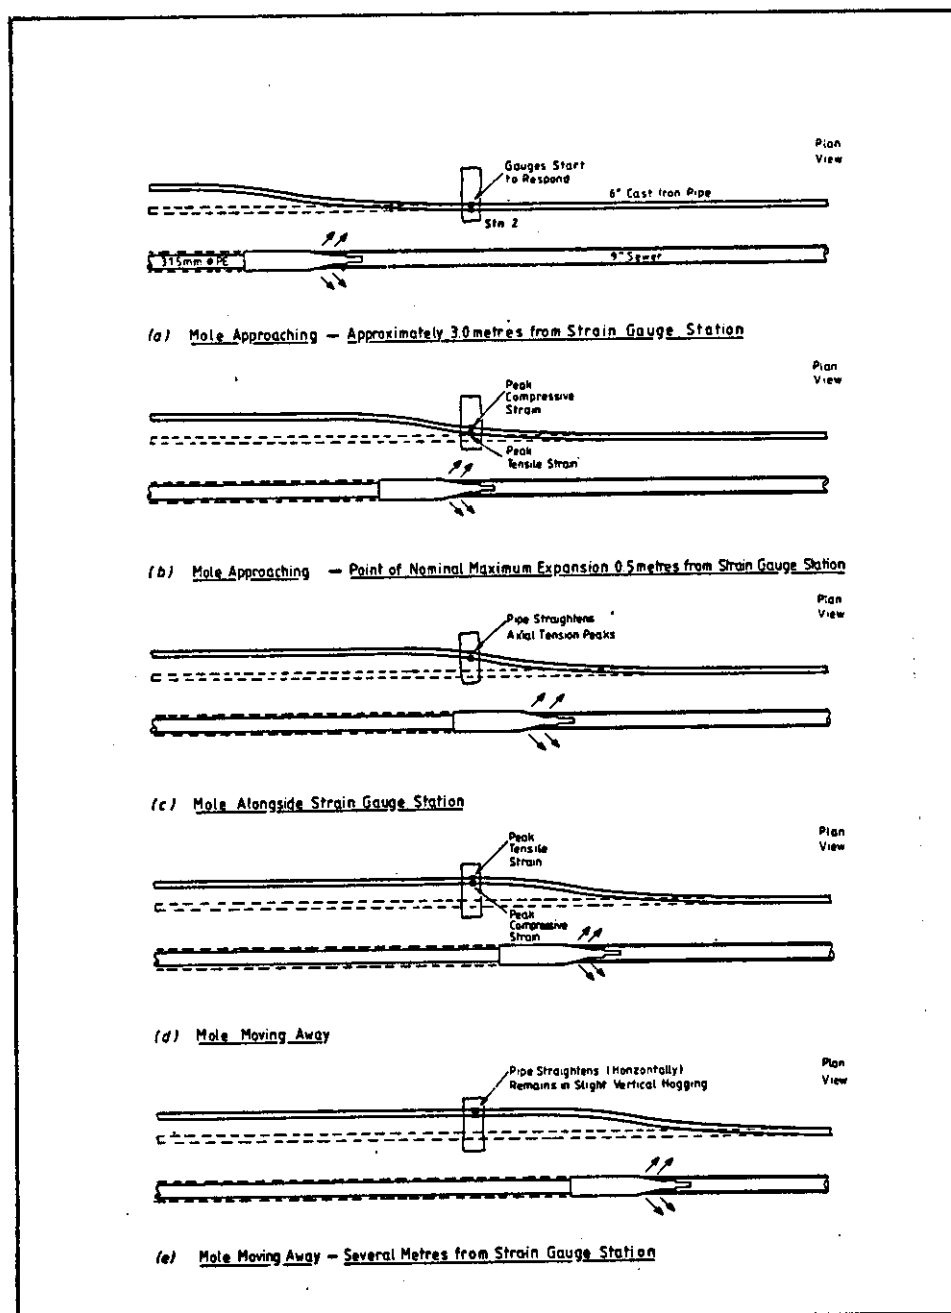 Plan
View
Gauges Start
to Respond
6" Cast Iron Pipe
Stn 2
315mm ø PE
9" Sewer
(a) Mole Approaching — Approximately 3.0 metres from Strain Gauge Station
Plan
View
Peak
Compressive
Strain
Peak
Tensile Strain
(b) Mole Approaching — Point of Nominal Maximum Expansion 0.5 metres from Strain Gauge Station
Plan
View
Pipe Straightens
Axial Tension Peaks
(c) Mole Alongside Strain Gauge Station
Plan
View
Peak
Tensile
Strain
Peak
Compressive
Strain
(d) Mole Moving Away
Plan
View
Pipe Straightens (Horizontally)
Remains in Slight Vertical Hogging
(e) Mole Moving Away — Several Metres from Strain Gauge Station